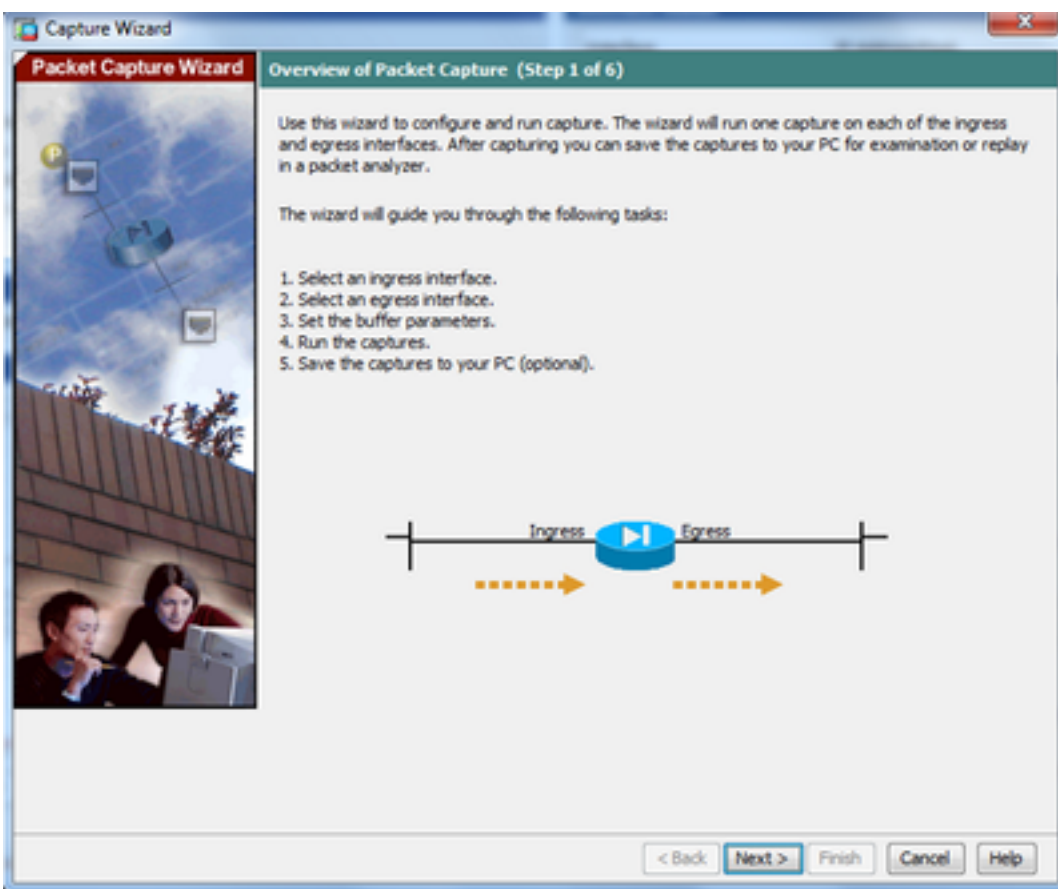 Capture Wizard
Packet Capture Wizard
Overview of Packet Capture (Step 1 of 6)
Use this wizard to configure and run capture. The wizard will run one capture on each of the ingress
and egress interfaces. After capturing you can save the captures to your PC for examination or replay
in a packet analyzer.
The wizard will guide you through the following tasks:
1. Select an ingress interface.
2. Select an egress interface.
3. Set the buffer parameters.
4. Run the captures.
5. Save the captures to your PC (optional).
Ingress Egress
< Back Next > Finish Cancel Help